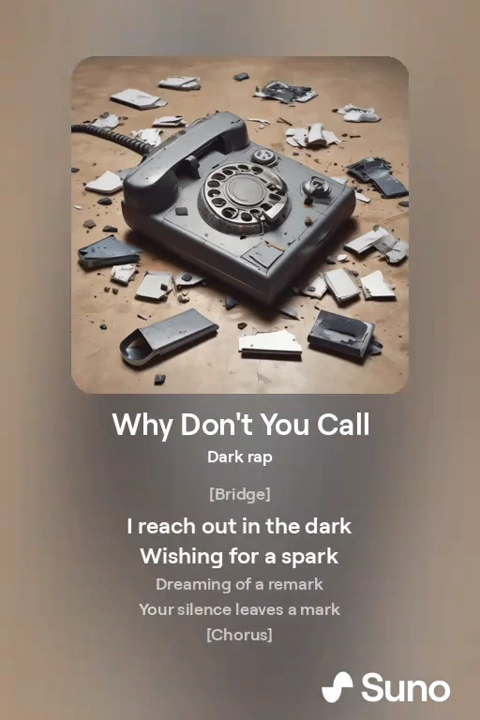 Why Don't You Call
Dark rap
[Bridge]
I reach out in the dark
Wishing for a spark
Dreaming of a remark
Your silence leaves a mark
[Chorus]
Suno